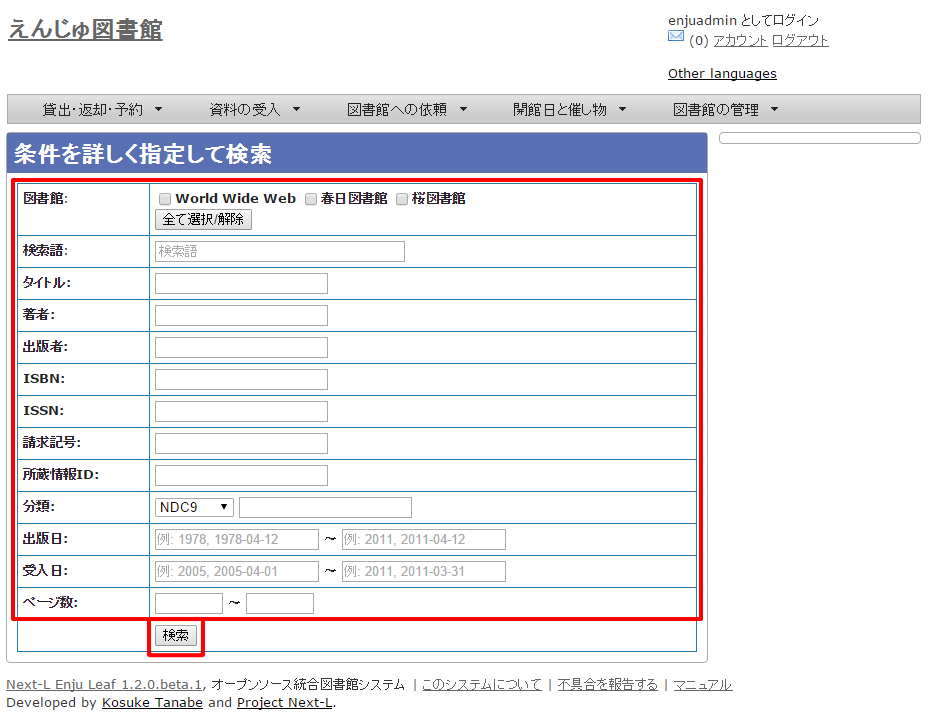 えんじゅ図書館
enjuadmin としてログイン
(0) アカウント ログアウト
Other languages
貸出・返却・予約 ▼ 資料の受入 ▼ 図書館への依頼 ▼ 開館日と催し物 ▼ 図書館の管理 ▼
条件を詳しく指定して検索
図書館: World Wide Web 春日図書館 桜図書館
全て選択/解除
検索語: 検索語
タイトル:
著者:
出版者:
ISBN:
ISSN:
請求記号:
所蔵情報ID:
分類: NDC9 ▼
出版日: 例: 1978, 1978-04-12 ～ 例: 2011, 2011-04-12
受入日: 例: 2005, 2005-04-01 ～ 例: 2011, 2011-03-31
ページ数: ～
検索
Next-L Enju Leaf 1.2.0.beta.1, オープンソース統合図書館システム | このシステムについて | 不具合を報告する | マニュアル
Developed by Kosuke Tanabe and Project Next-L.